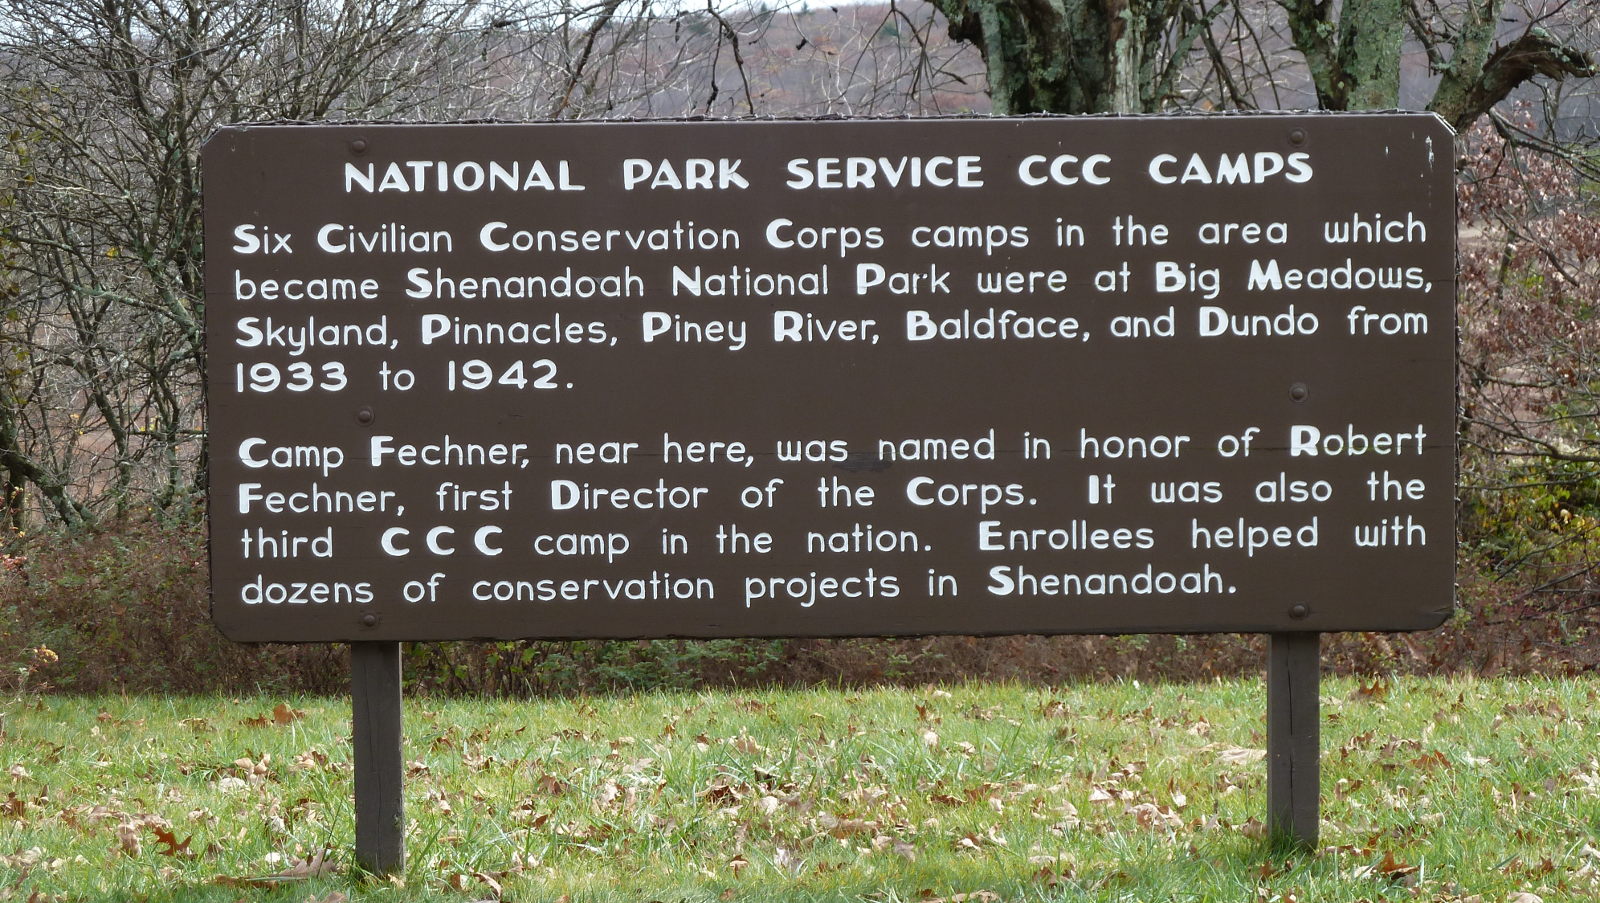 NATIONAL PARK SERVICE CCC CAMPS
Six Civilian Conservation Corps camps in the area which
became Shenandoah National Park were at Big Meadows,
Skyland, Pinnacles, Piney River, Baldface, and Dundo from
1933 to 1942.
Camp Fechner, near here, was named in honor of Robert
Fechner, first Director of the Corps. It was also the
third CCC camp in the nation. Enrollees helped with
dozens of conservation projects in Shenandoah.